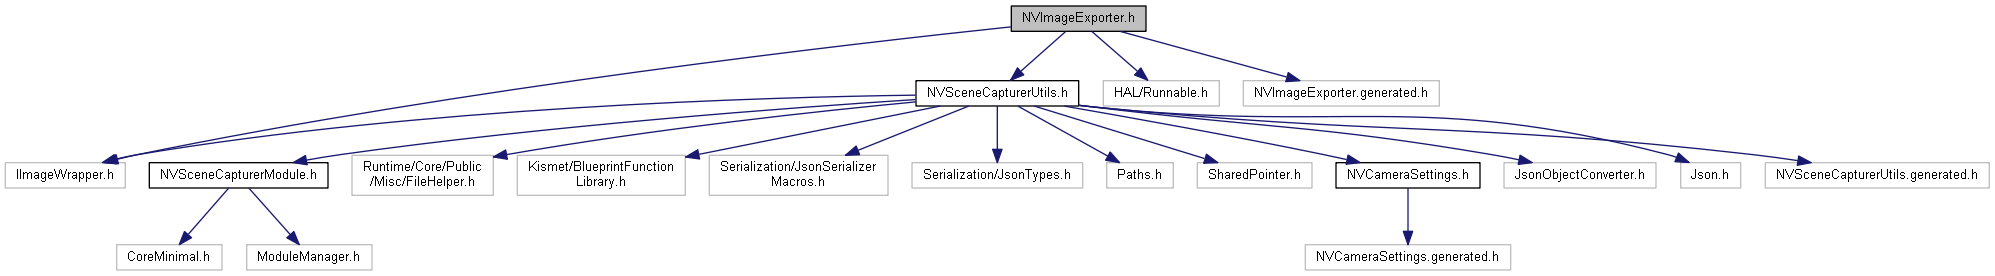 NVImageExporter.h
NVSceneCapturerUtils.h
HAL/Runnable.h
NVImageExporter.generated.h
IImageWrapper.h
NVSceneCapturerModule.h
Runtime/Core/Public
/Misc/FileHelper.h
Kismet/BlueprintFunction
Library.h
Serialization/JsonSerializer
Macros.h
Serialization/JsonTypes.h
Paths.h
SharedPointer.h
NVCameraSettings.h
JsonObjectConverter.h
Json.h
NVSceneCapturerUtils.generated.h
CoreMinimal.h
ModuleManager.h
NVCameraSettings.generated.h